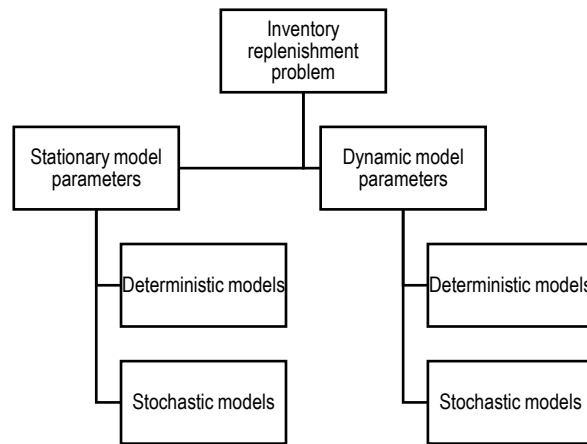 Inventory
replenishment
problem
Stationary model
parameters
Dynamic model
parameters
Deterministic models
Deterministic models
Stochastic models
Stochastic models